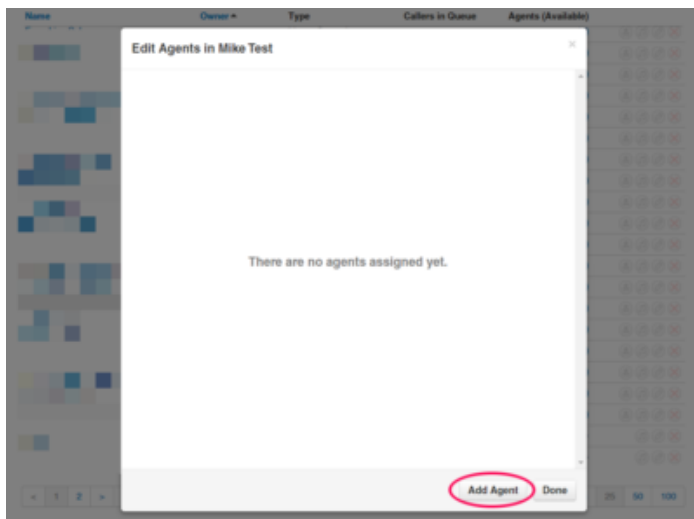 Name Owner Type Callers in Queue Agents (Available)
Edit Agents in Mike Test ×
There are no agents assigned yet.
Add Agent Done
< 1 2 > 25 50 100